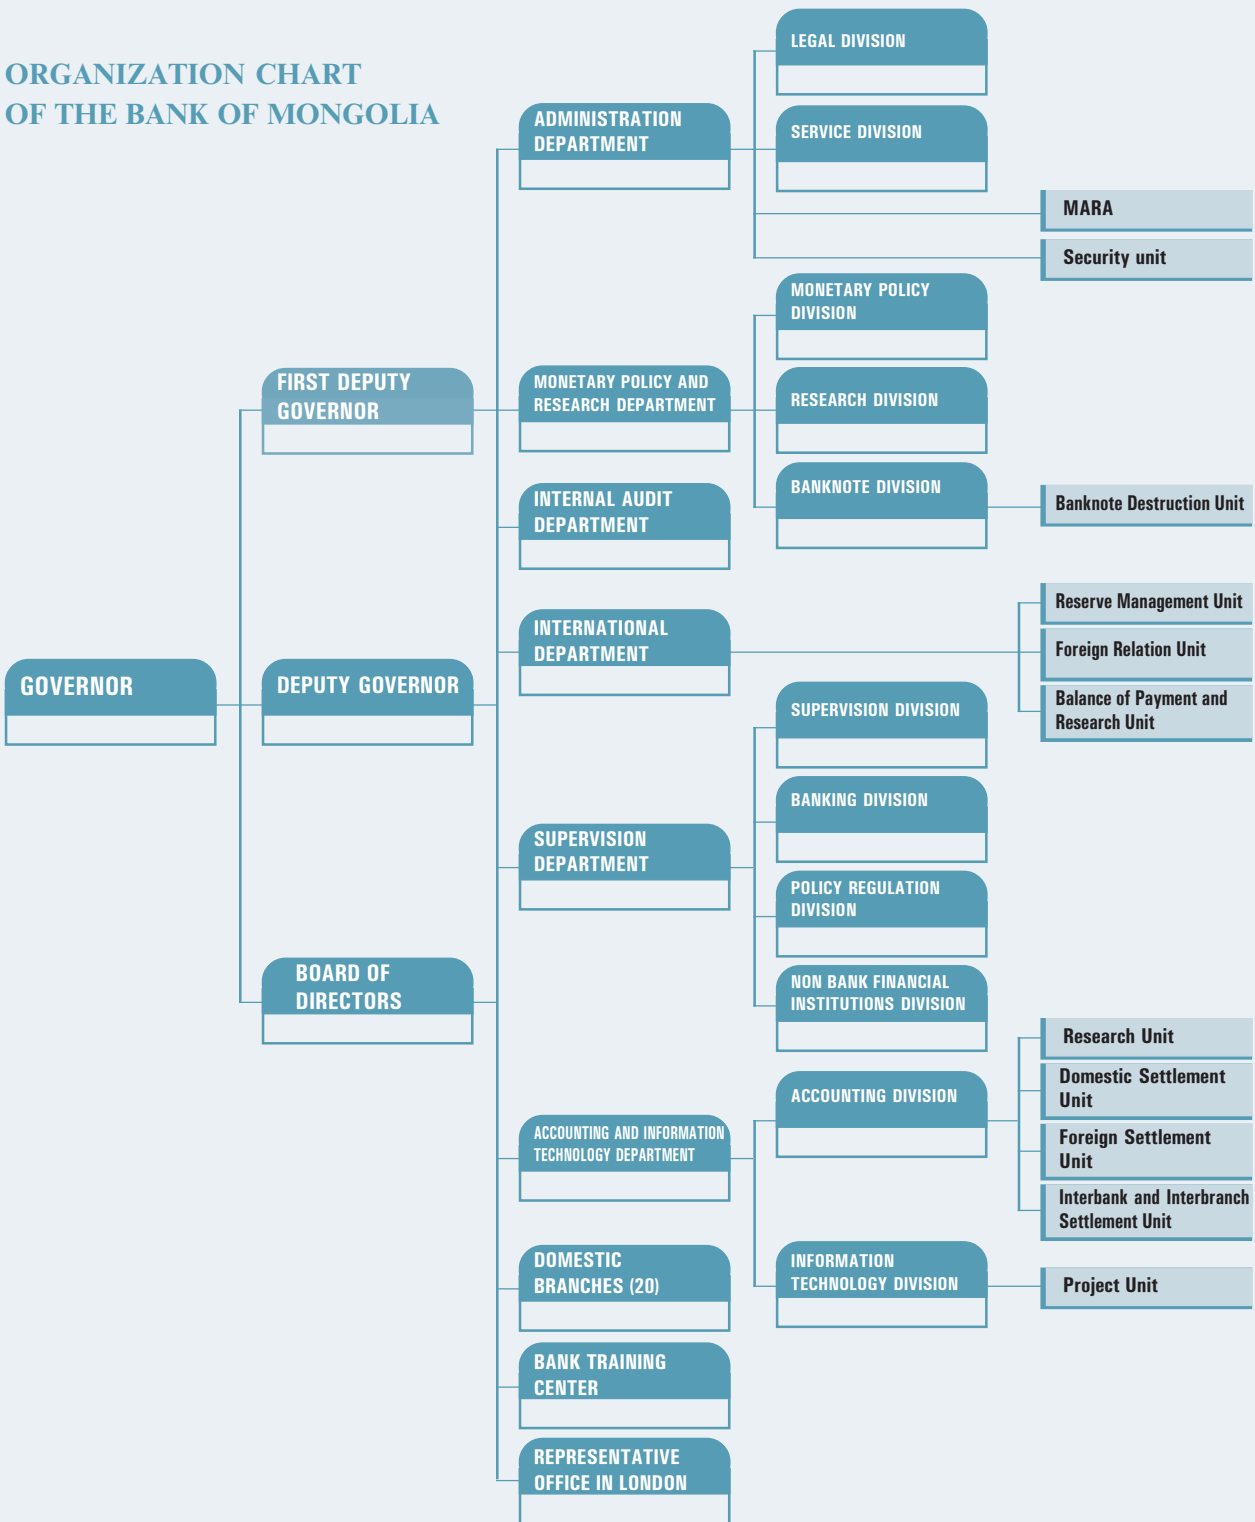 ORGANIZATION CHART
OF THE BANK OF MONGOLIA
GOVERNOR
FIRST DEPUTY
GOVERNOR
DEPUTY GOVERNOR
BOARD OF
DIRECTORS
ADMINISTRATION
DEPARTMENT
LEGAL DIVISION
SERVICE DIVISION
MARA
Security unit
MONETARY POLICY AND
RESEARCH DEPARTMENT
MONETARY POLICY
DIVISION
RESEARCH DIVISION
BANKNOTE DIVISION
Banknote Destruction Unit
INTERNAL AUDIT
DEPARTMENT
INTERNATIONAL
DEPARTMENT
Reserve Management Unit
Foreign Relation Unit
Balance of Payment and
Research Unit
SUPERVISION
DEPARTMENT
SUPERVISION DIVISION
BANKING DIVISION
POLICY REGULATION
DIVISION
NON BANK FINANCIAL
INSTITUTIONS DIVISION
ACCOUNTING AND INFORMATION
TECHNOLOGY DEPARTMENT
ACCOUNTING DIVISION
Research Unit
Domestic Settlement
Unit
Foreign Settlement
Unit
Interbank and Interbranch
Settlement Unit
INFORMATION
TECHNOLOGY DIVISION
Project Unit
DOMESTIC
BRANCHES (20)
BANK TRAINING
CENTER
REPRESENTATIVE
OFFICE IN LONDON